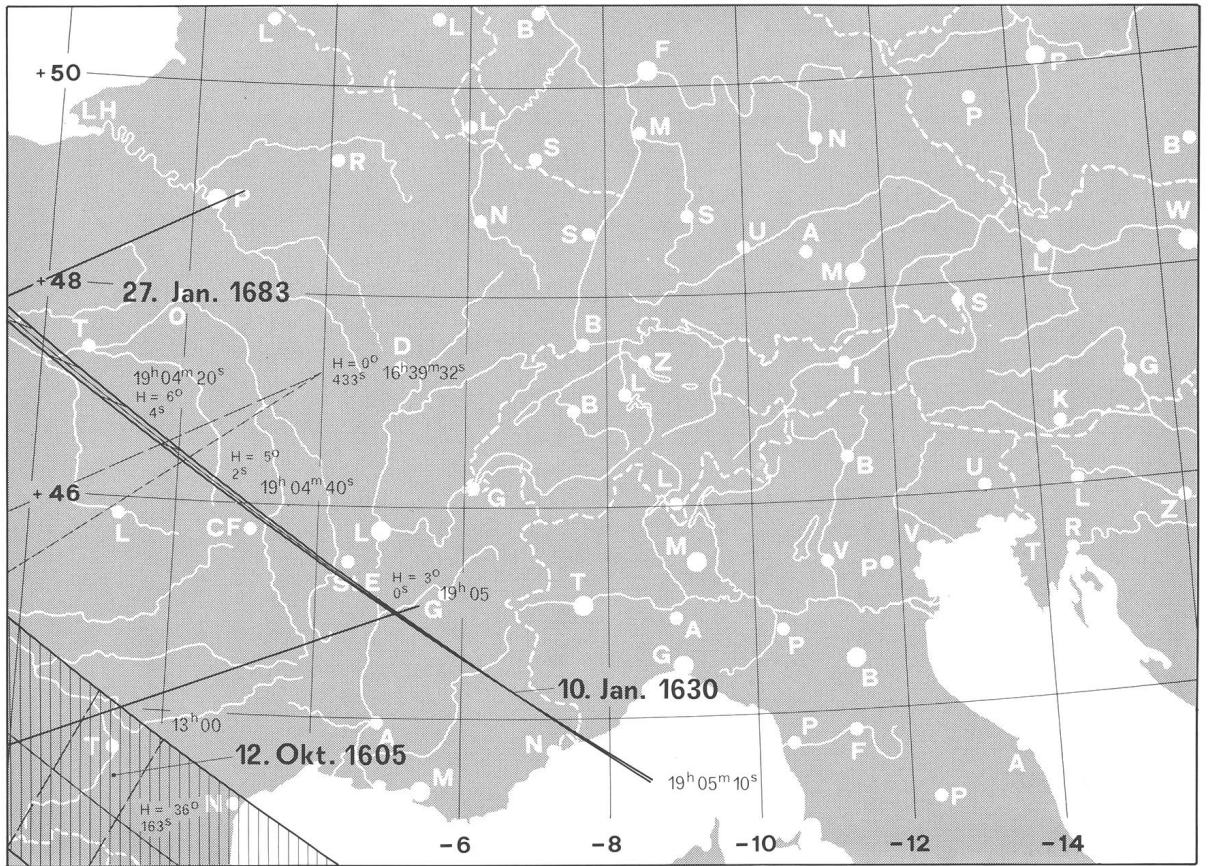 L
L
B
F
P
+50
LH
L
M
N
P
B
R
S
P
N
S
S
U
A
M
L
W
+48
27. Jan. 1683
O
T
S
B
D
H = 0°
433s
16h39m32s
Z
I
G
19h04m20s
H = 6°
4s
L
B
K
H = 5°
2s
19h04m40s
+46
L
CF
G
L
U
B
U
L
Z
L
M
V
P
V
T
R
S E
H = 3°
0s
19h05
G
T
A
P
G
B
10. Jan. 1630
13h00
A
N
P
F
A
T
12. Okt. 1605
M
19h05m10s
P
N
H = 36°
163s
-6
-8
-10
-12
-14